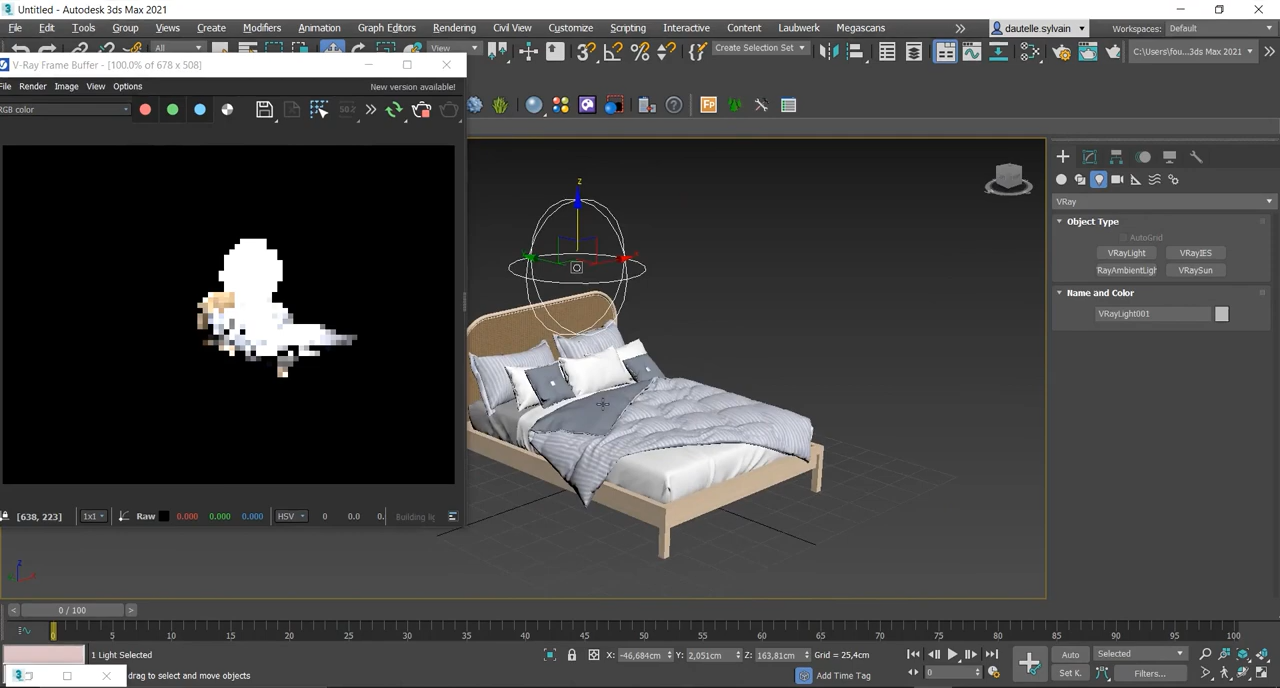 Untitled - Autodesk 3ds Max 2021
File Edit Tools Group Views Create Modifiers Animation Graph Editors Rendering Civil View Customize Scripting Interactive Content Laubwerk Megascans
dautelle.sylvain Workspaces: Default
All View Create Selection Set C:\Users\fou...3ds Max 2021
V-Ray Frame Buffer - [100.0% of 678 x 508]
File Render Image View Options New version available!
RGB color
Fp
VRay
Object Type
AutoGrid
VRayLight VRayIES
RayAmbientLigh VRaySun
Name and Color
VRayLight001
z
[638, 223] 1x1 Raw 0.000 0.000 0.000 HSV 0 0.0 0.
z
0 / 100
0 5 10 15 20 25 30 35 40 45 50 55 60 65 70 75 80 85 90 95 100
1 Light Selected X: -46,684cm Y: 2,051cm Z: 163,81cm Grid = 25,4cm Auto Selected
drag to select and move objects Add Time Tag 0 Set K. Filters...